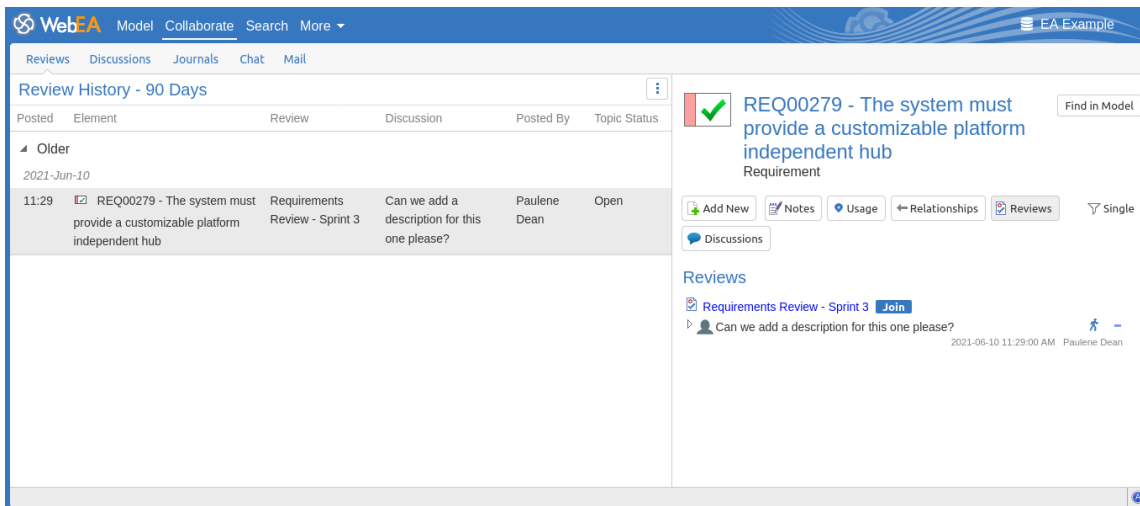 WebEA Model Collaborate Search More EA Example
Reviews Discussions Journals Chat Mail
Review History - 90 Days
Posted Element Review Discussion Posted By Topic Status
Older
2021-Jun-10
11:29 REQ00279 - The system must Requirements Can we add a Paulene Open
provide a customizable platform Review - Sprint 3 description for this Dean
independent hub one please?
REQ00279 - The system must Find in Model
provide a customizable platform
independent hub
Requirement
Add New Notes Usage Relationships Reviews Single
Discussions
Reviews
Requirements Review - Sprint 3 Join
Can we add a description for this one please?
2021-06-10 11:29:00 AM Paulene Dean